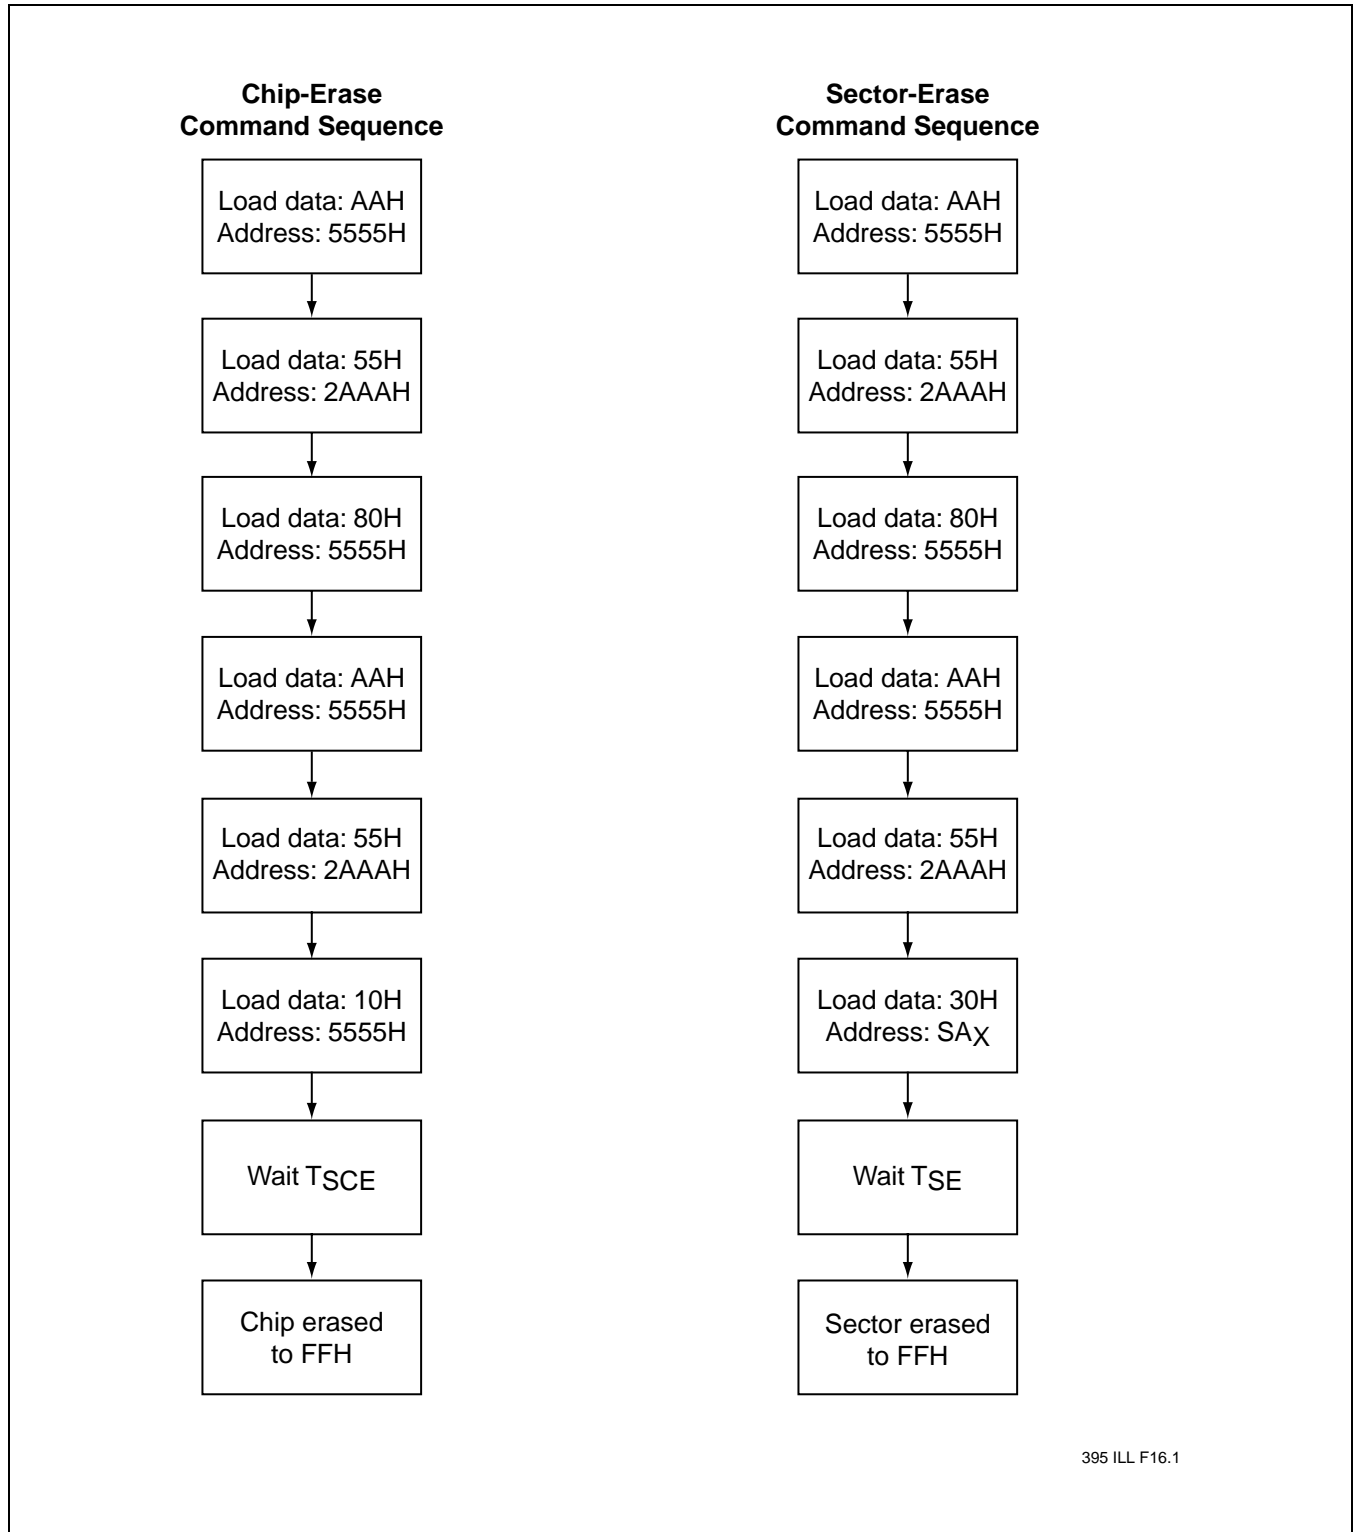 Chip-Erase
Command Sequence
Load data: AAH
Address: 5555H
Load data: 55H
Address: 2AAAH
Load data: 80H
Address: 5555H
Load data: AAH
Address: 5555H
Load data: 55H
Address: 2AAAH
Load data: 10H
Address: 5555H
Wait TSCE
Chip erased
to FFH
Sector-Erase
Command Sequence
Load data: AAH
Address: 5555H
Load data: 55H
Address: 2AAAH
Load data: 80H
Address: 5555H
Load data: AAH
Address: 5555H
Load data: 55H
Address: 2AAAH
Load data: 30H
Address: SAX
Wait TSE
Sector erased
to FFH
395 ILL F16.1